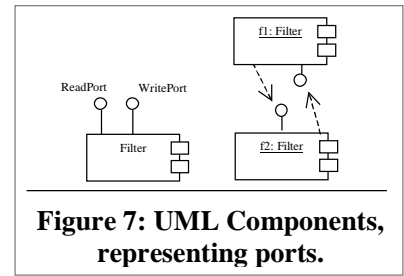 f1: Filter
ReadPort
WritePort
Filter
f2: Filter
Figure 7: UML Components,
representing ports.